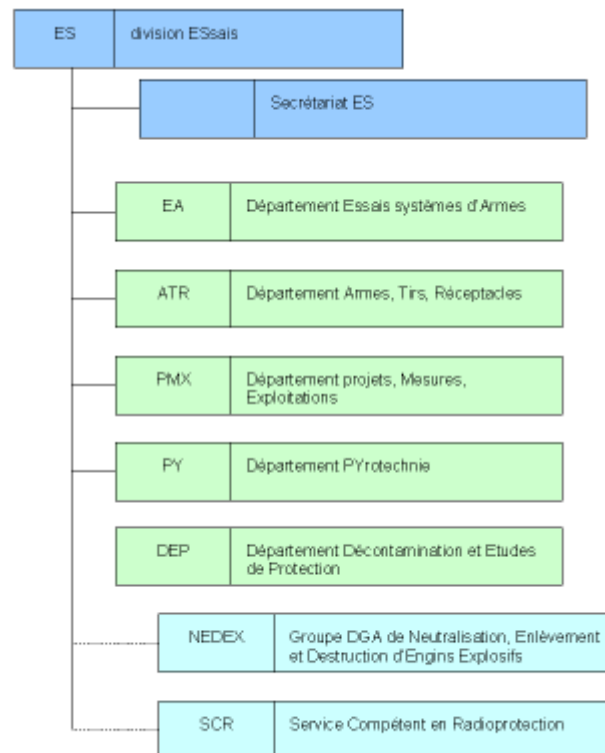 ES division ESsais
Secrétariat ES
EA Département Essais systèmes d'Armes
ATR Département Armes, Tirs, Réceptacles
PMX Département projets, Mesures,
Exploitations
PY Département PYrotechnie
DEP Département Décontamination et Etudes
de Protection
NEDEX Groupe DGA de Neutralisation, Enlèvement
et Destruction d'Engins Explosifs
SCR Service Compétent en Radioprotection